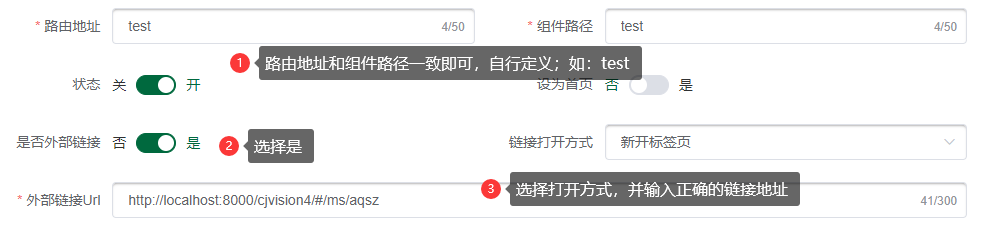 * 路由地址 test 4/50 * 组件路径 test 4/50
1 路由地址和组件路径一致即可，自行定义；如：test
状态 关 开 设为首页 否 是
是否外部链接 否 是 2 选择是 链接打开方式 新开标签页
3 选择打开方式，并输入正确的链接地址
* 外部链接Url http://localhost:8000/cjvision4/#/ms/aqsz 41/300